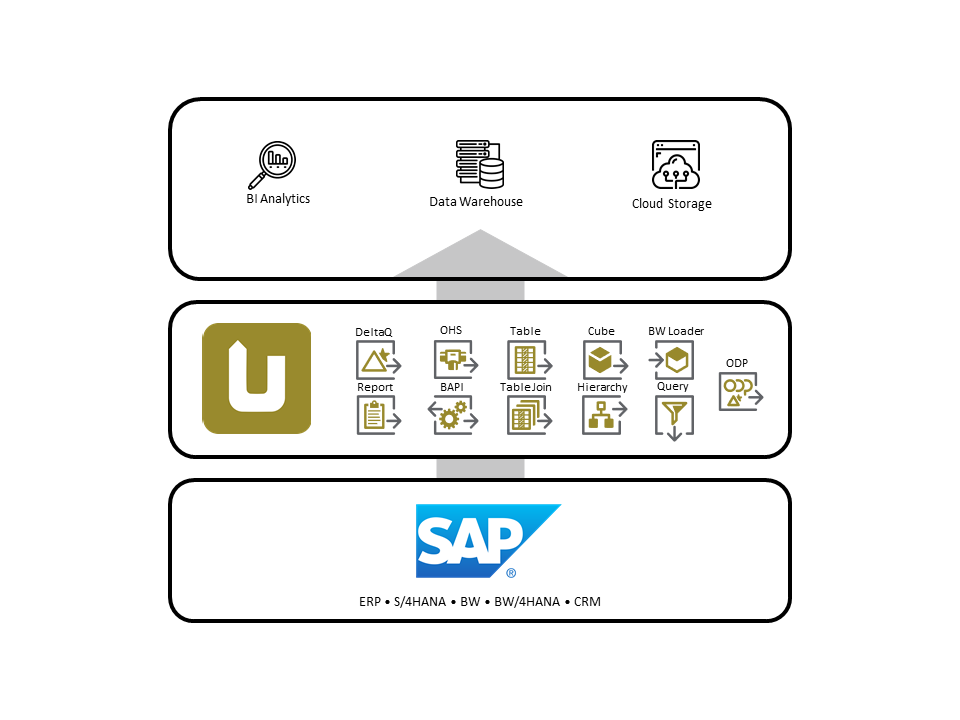 BI Analytics
Data Warehouse
Cloud Storage
DeltaQ
OHS
Table
Cube
BW Loader
ODP
Report
BAPI
TableJoin
Hierarchy
Query
ODP
U
SAP®
ERP • S/4HANA • BW • BW/4HANA • CRM